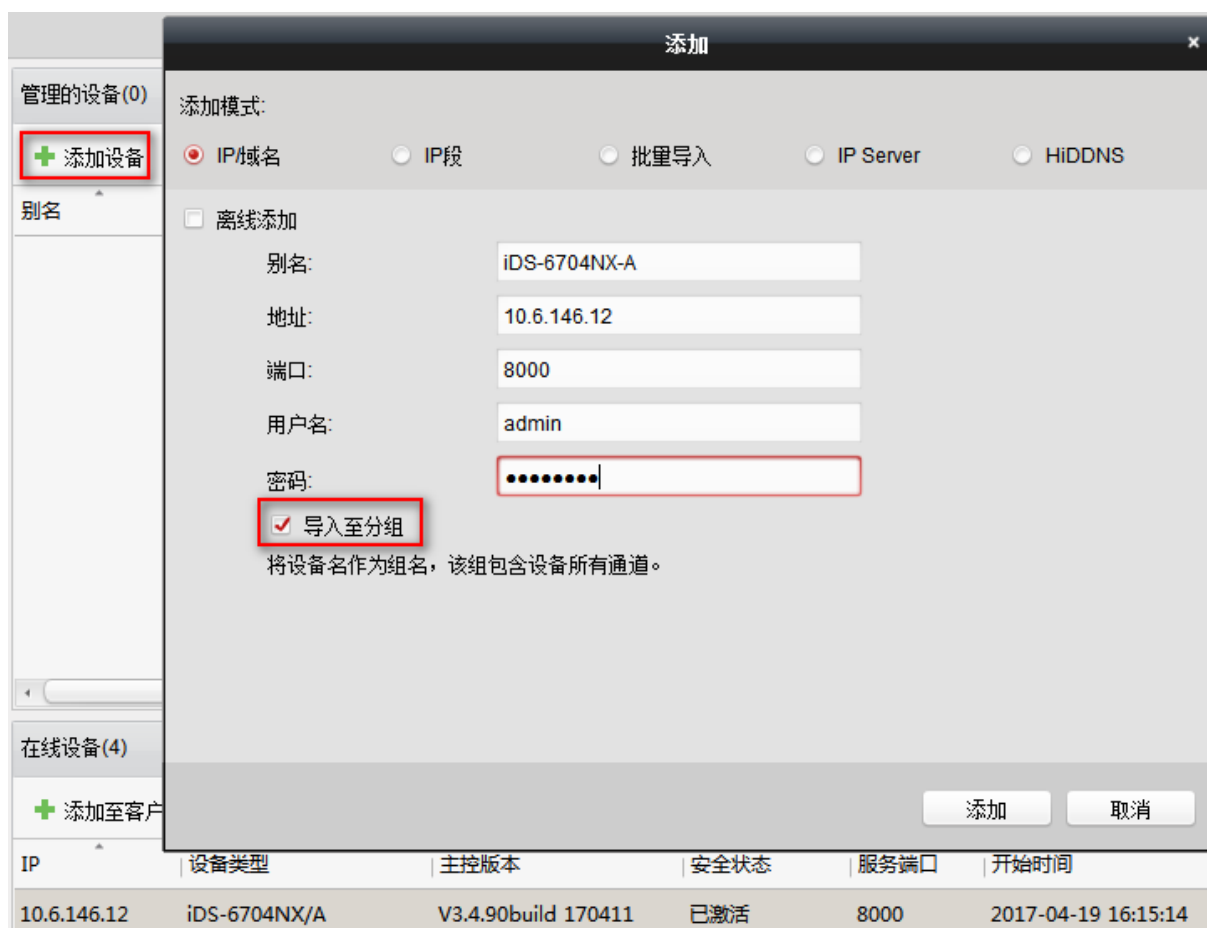 添加
管理的设备(0)
添加模式:
添加设备
IP/域名 IP段 批量导入 IP Server HiDDNS
别名
离线添加
别名: iDS-6704NX-A
地址: 10.6.146.12
端口: 8000
用户名: admin
密码: ●●●●●●●●
导入至分组
将设备名作为组名，该组包含设备所有通道。
在线设备(4)
添加至客户
添加 取消
IP 设备类型 主控版本 安全状态 服务端口 开始时间
10.6.146.12 iDS-6704NX/A V3.4.90build 170411 已激活 8000 2017-04-19 16:15:14